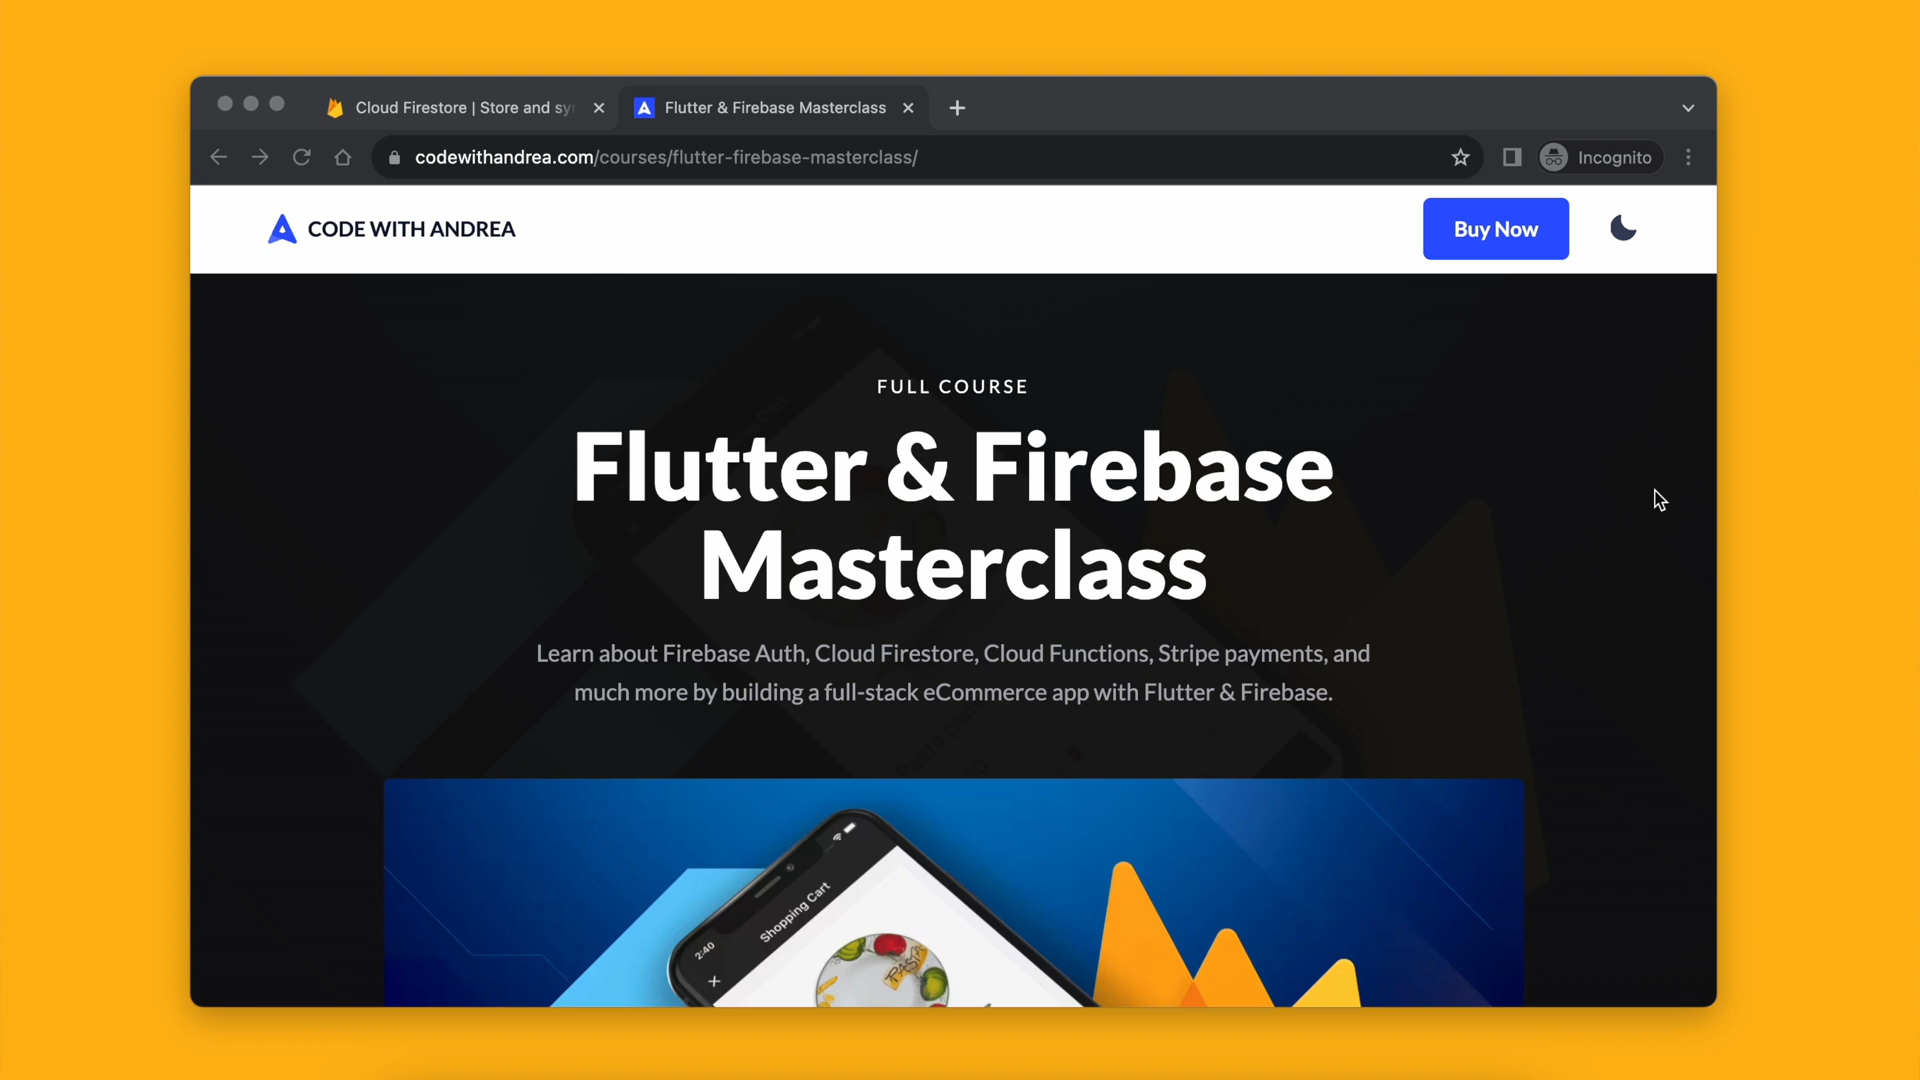 Cloud Firestore | Store and sy
Flutter & Firebase Masterclass
codewithandrea.com/courses/flutter-firebase-masterclass/
Incognito
CODE WITH ANDREA
Buy Now
FULL COURSE
Flutter & Firebase
Masterclass
Learn about Firebase Auth, Cloud Firestore, Cloud Functions, Stripe payments, and
much more by building a full-stack eCommerce app with Flutter & Firebase.
2:40
Shopping Cart
PASTA